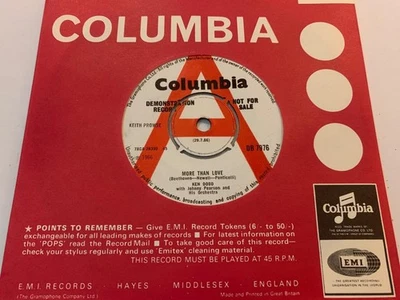 COLUMBIA
Columbia
DEMONSTRATION
RECORD
NOT FOR
SALE
A
KEITH PROWSE
(29.7.66)
DB 7976
MORE THAN LOVE
KEN DODD
with Johnny Pearson and
His Orchestra
★ POINTS TO REMEMBER – Give E.M.I. Record Tokens (6/- to 50/-)
exchangeable for all leading makes of records ■ For latest information on
the 'POPS' read the Record Mail ■ To take good care of this record—
check your stylus regularly and use 'Emitex' cleaning material.
THIS RECORD MUST BE PLAYED AT 45 R.P.M.
E.M.I. RECORDS HAYES MIDDLESEX ENGLAND
(The Gramophone Company Ltd.) Made and Printed in Great Britain
Columbia
EMI